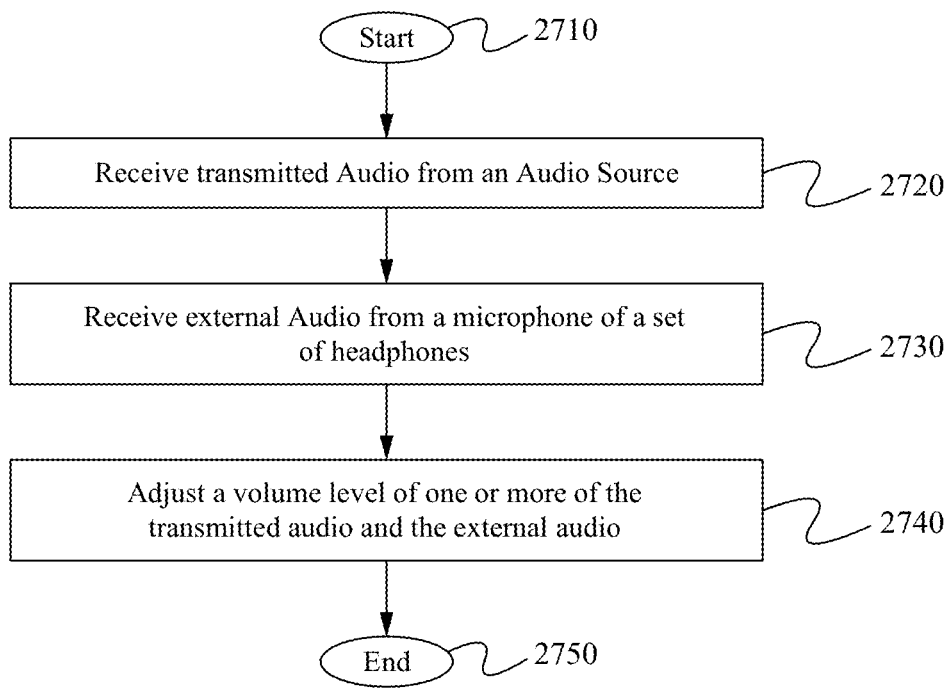 Start
2710
Receive transmitted Audio from an Audio Source
2720
Receive external Audio from a microphone of a set
of headphones
2730
Adjust a volume level of one or more of the
transmitted audio and the external audio
2740
End
2750